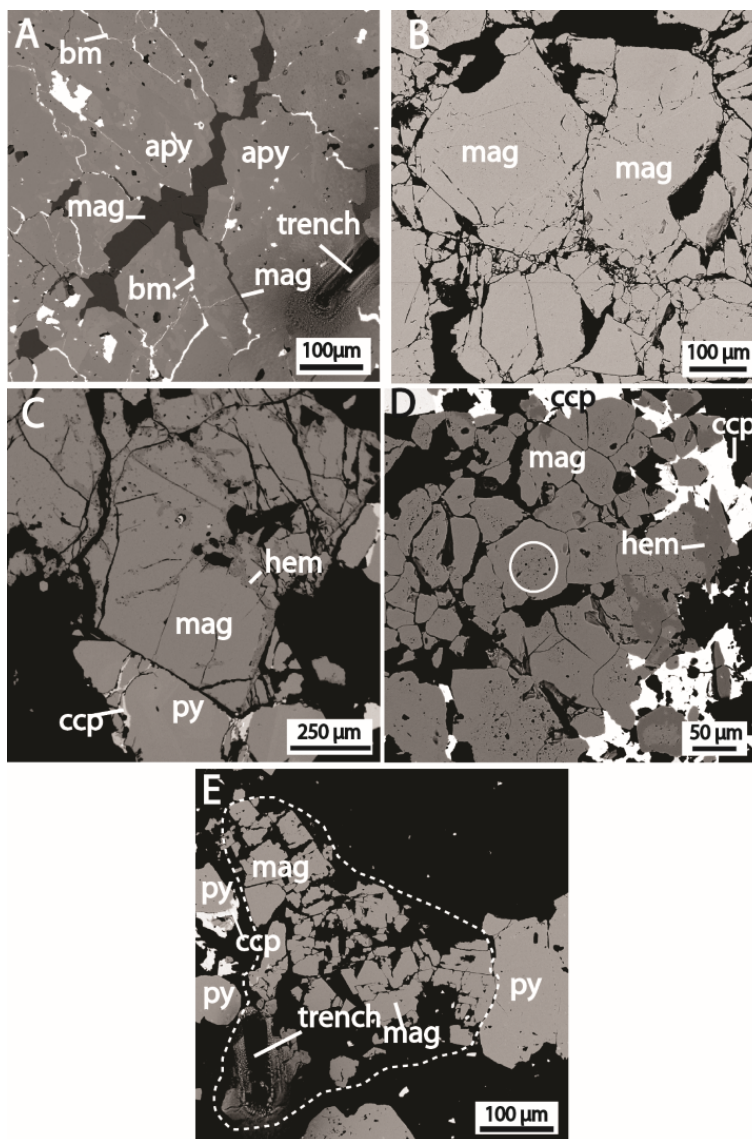 A
bm
apy
apy
mag
trench
bm
mag
100μm
B
mag
mag
100 μm
C
hem
mag
ccp
py
250 μm
D
ccp
ccp
mag
hem
50 μm
E
mag
py
ccp
py
py
trench
mag
100 μm